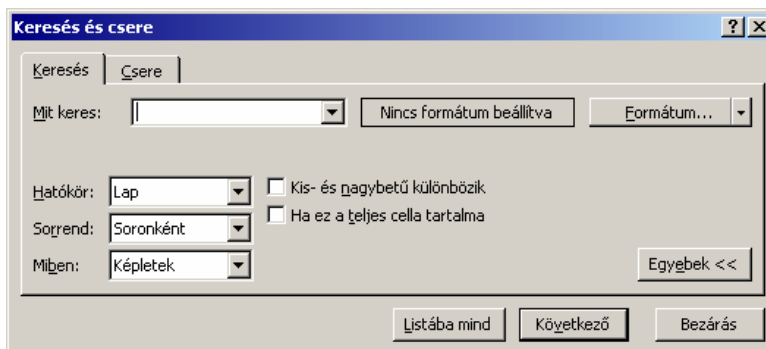 Keresés és csere
Keresés Csere
Mit keres: Nincs formátum beállítva Formátum...
Hatókör: Lap Kis- és nagybetű különbözik
Sorrend: Soronként Ha ez a teljes cella tartalma
Miben: Képletek Egyebek <<
Listába mind Következő Bezárás